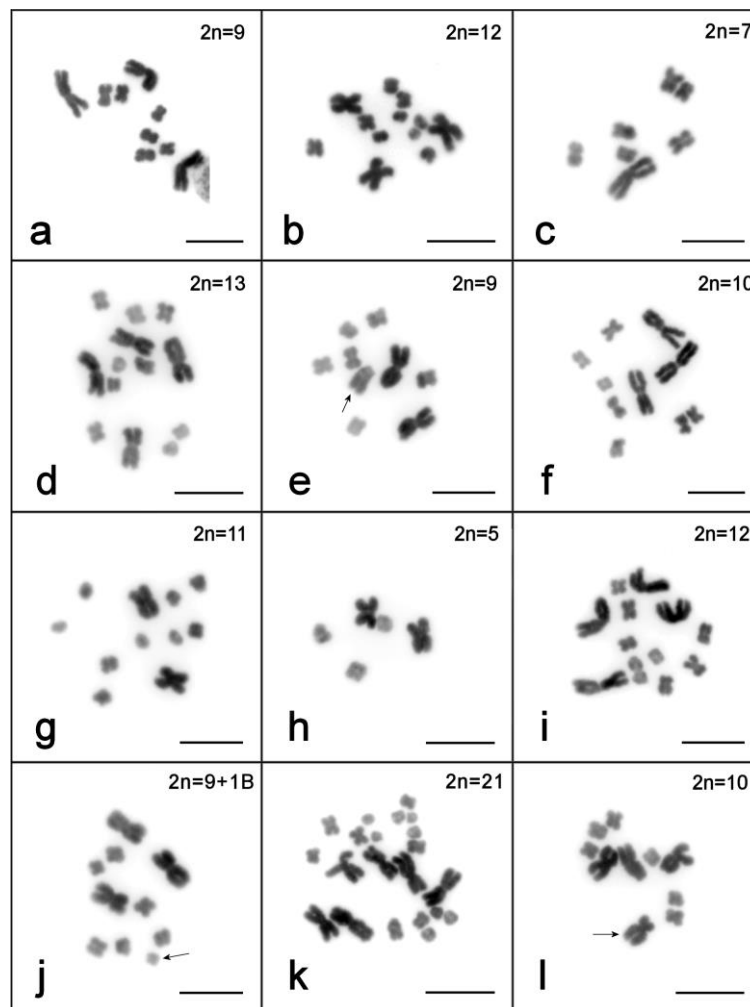 2n=9
a
2n=12
b
2n=7
c
2n=13
d
2n=9
e
2n=10
f
2n=11
g
2n=5
h
2n=12
i
2n=9+1B
j
2n=21
k
2n=10
l